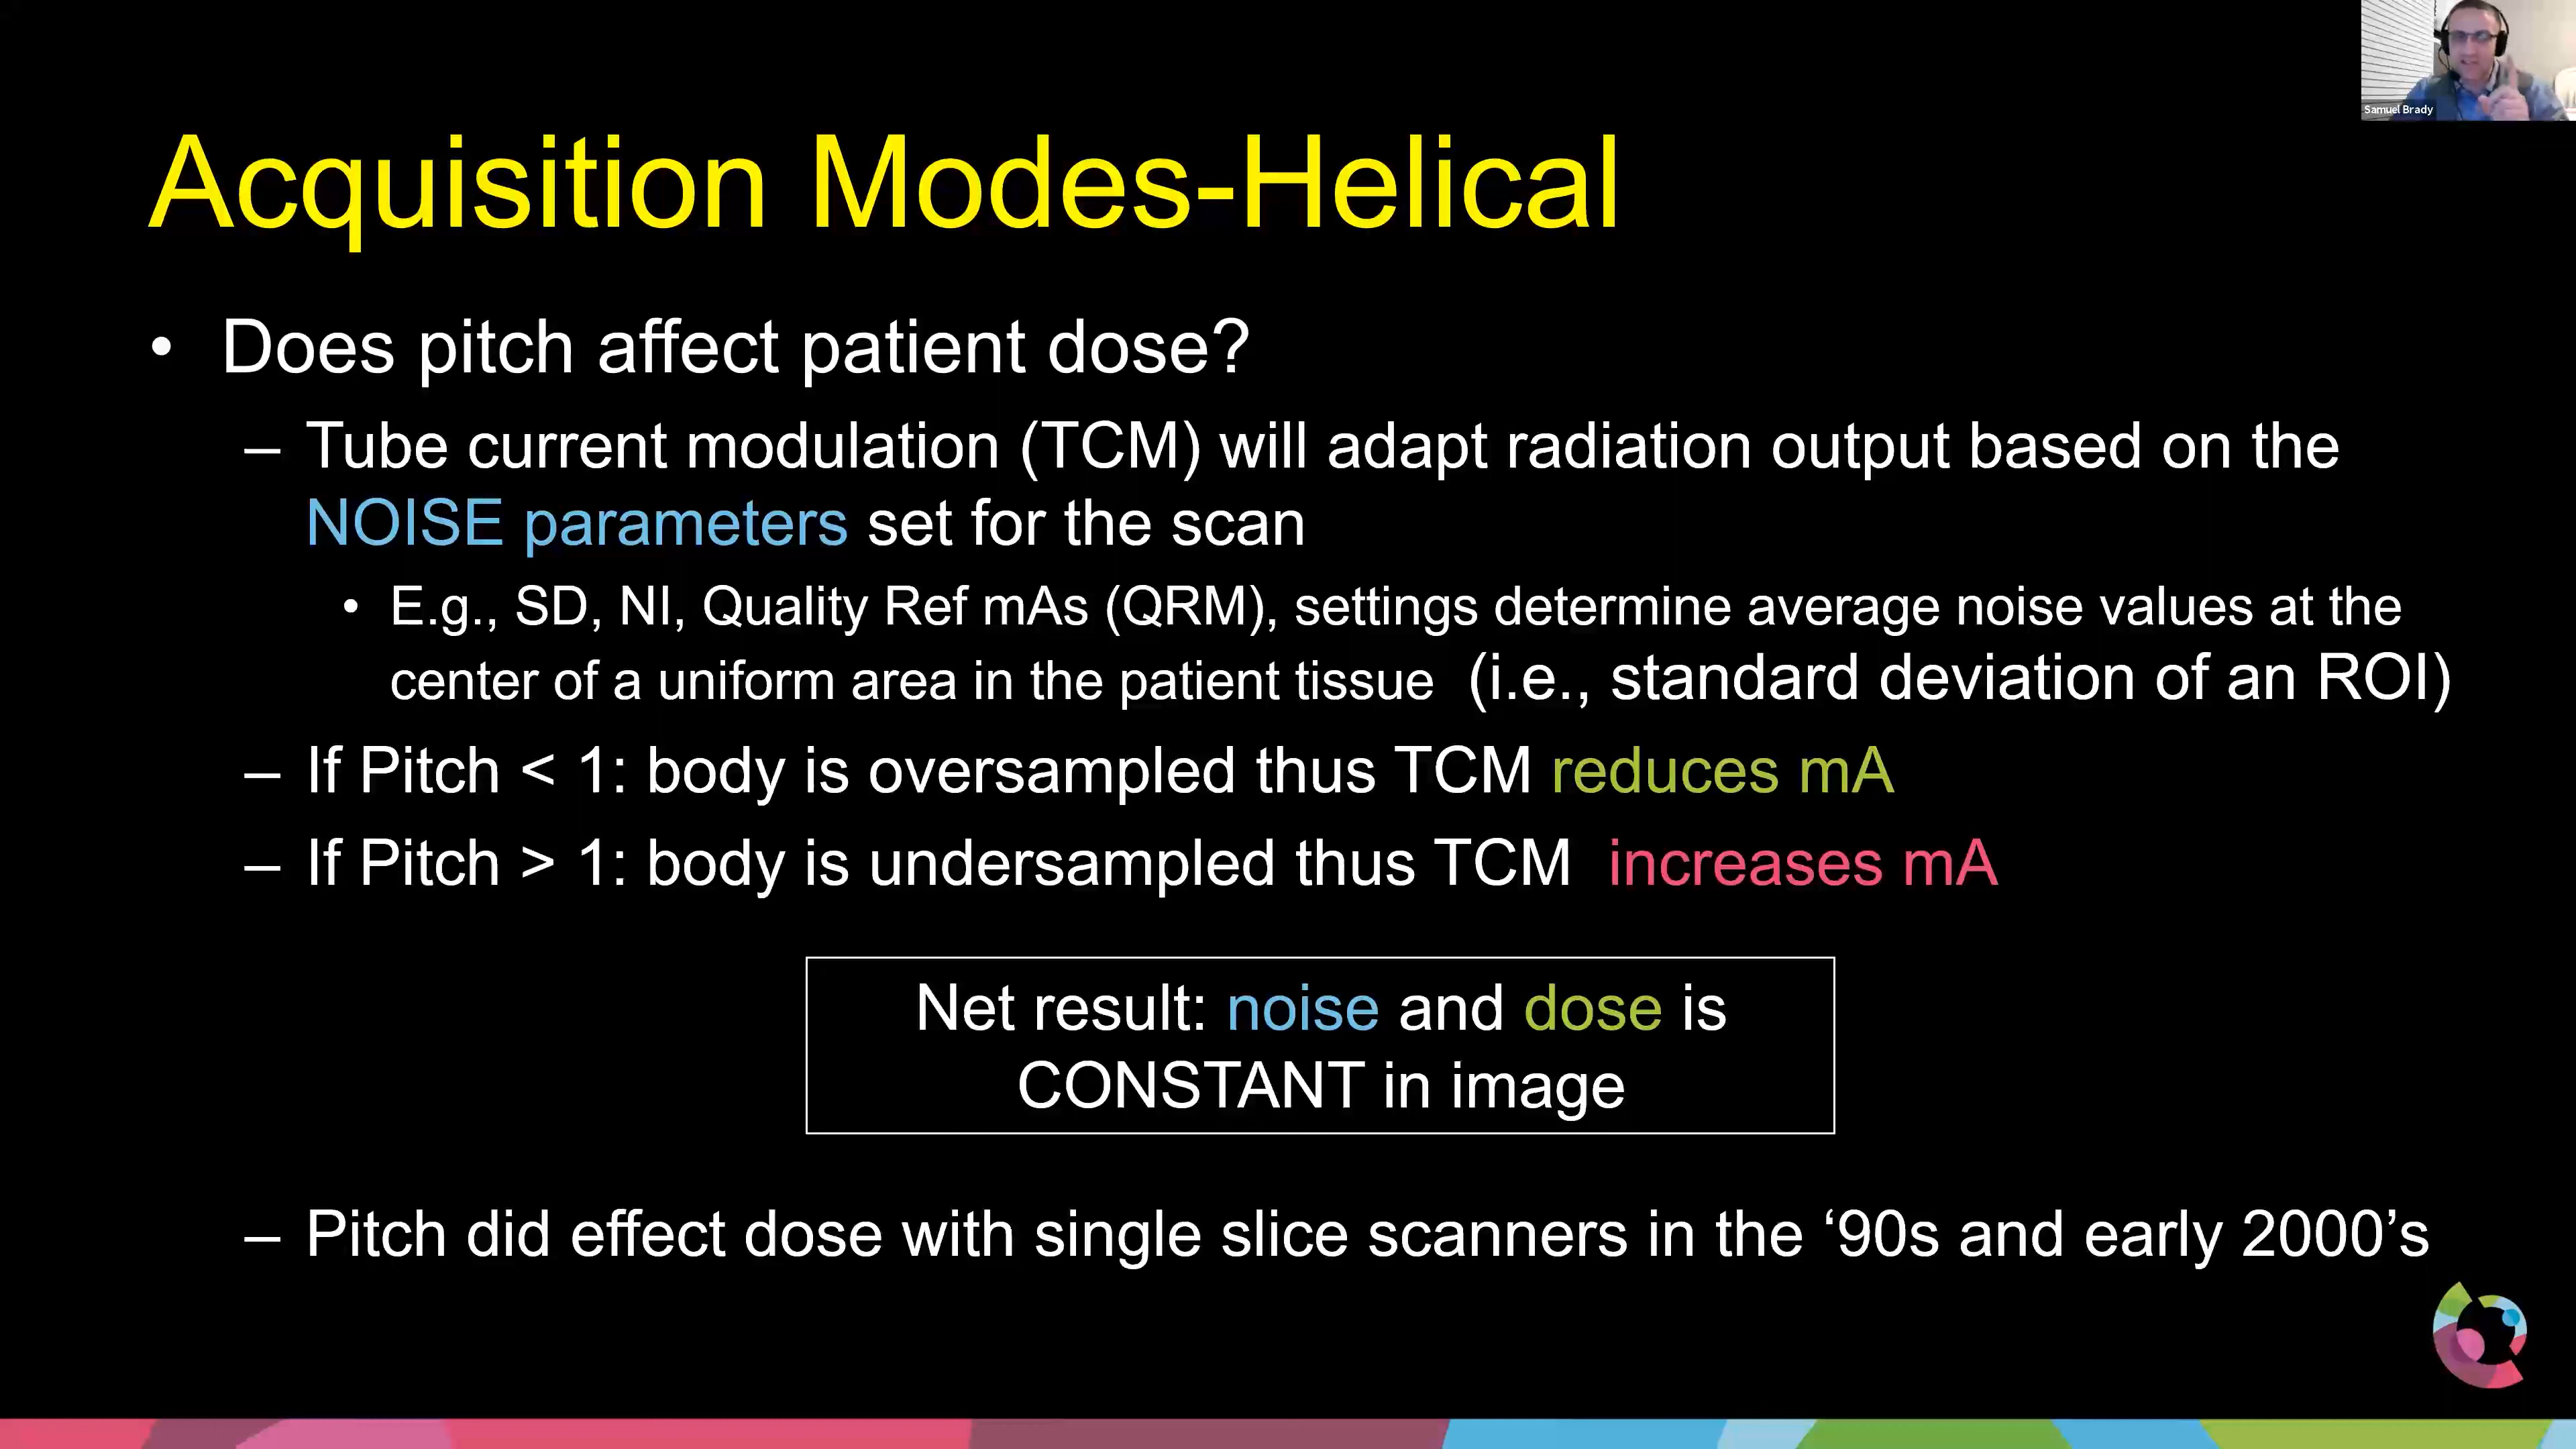 Samuel Brady
Acquisition Modes-Helical
• Does pitch affect patient dose?
– Tube current modulation (TCM) will adapt radiation output based on the
NOISE parameters set for the scan
• E.g., SD, NI, Quality Ref mAs (QRM), settings determine average noise values at the
center of a uniform area in the patient tissue (i.e., standard deviation of an ROI)
– If Pitch < 1: body is oversampled thus TCM reduces mA
– If Pitch > 1: body is undersampled thus TCM increases mA
Net result: noise and dose is
CONSTANT in image
– Pitch did effect dose with single slice scanners in the ‘90s and early 2000’s